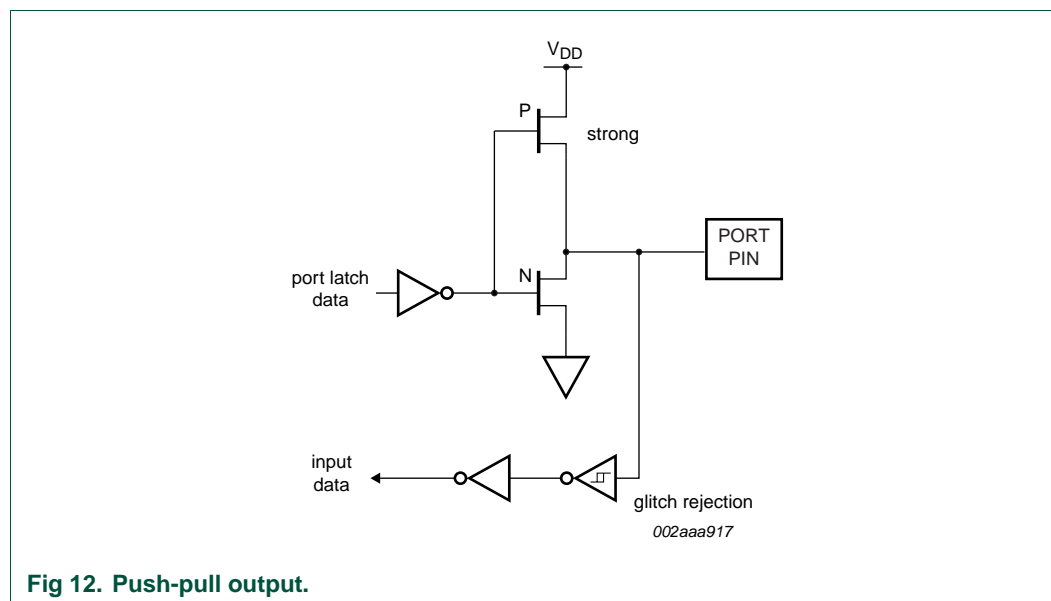 VDD
P
strong
PORT
PIN
N
port latch
data
input
data
glitch rejection
002aaa917
Fig 12. Push-pull output.